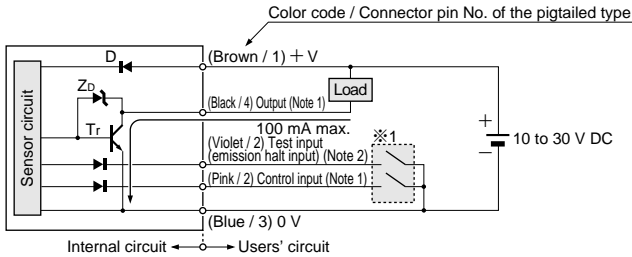 Color code / Connector pin No. of the pigtailed type
(Brown / 1) +V
D
ZD
Load
(Black / 4) Output (Note 1)
Sensor circuit
Tr
100 mA max.
※1
+
10 to 30 V DC
−
(Violet / 2) Test input
(emission halt input) (Note 2)
(Pink / 2) Control input (Note 1)
(Blue / 3) 0 V
Internal circuit
Users' circuit